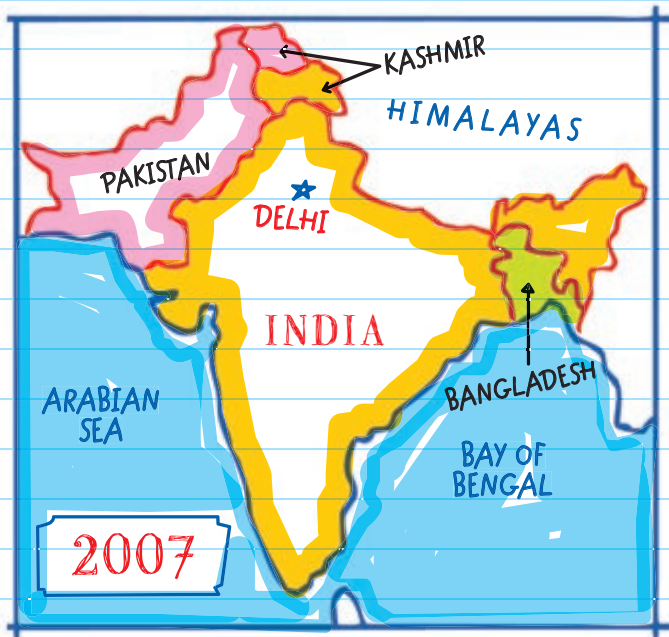 KASHMIR
HIMALAYAS
PAKISTAN
DELHI
INDIA
BANGLADESH
ARABIAN
SEA
BAY OF
BENGAL
2007